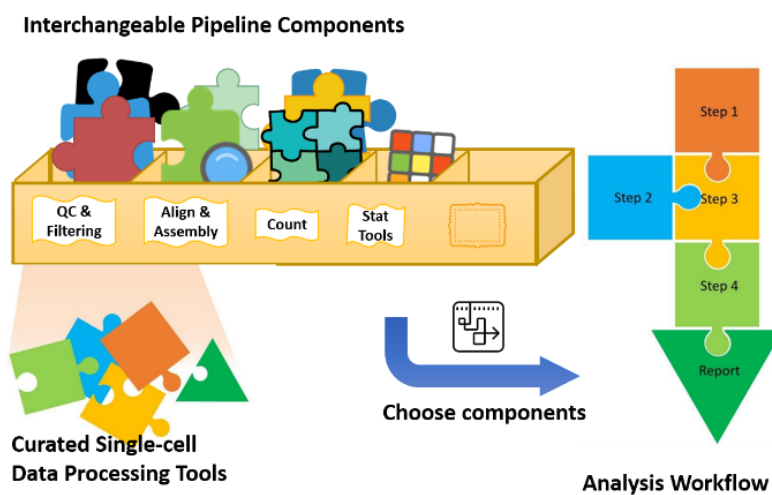 Interchangeable Pipeline Components
QC &
Filtering
Align &
Assembly
Count
Stat
Tools
Step 1
Step 2
Step 3
Step 4
Report
Choose components
Curated Single-cell
Data Processing Tools
Analysis Workflow